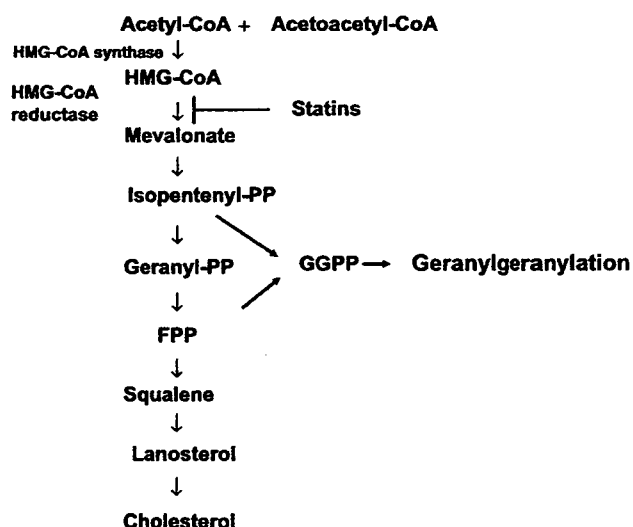 Acetyl-CoA + Acetoacetyl-CoA
HMG-CoA synthase
HMG-CoA
HMG-CoA
reductase
Statins
Mevalonate
Isopentenyl-PP
Geranyl-PP
GGPP
Geranylgeranylation
FPP
Squalene
Lanosterol
Cholesterol